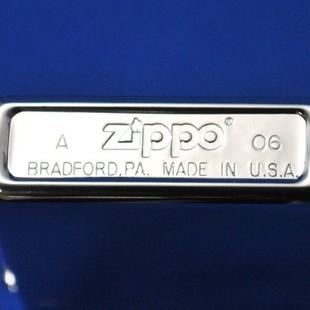 A zippo® 06
BRADFORD, PA. MADE IN U.S.A.